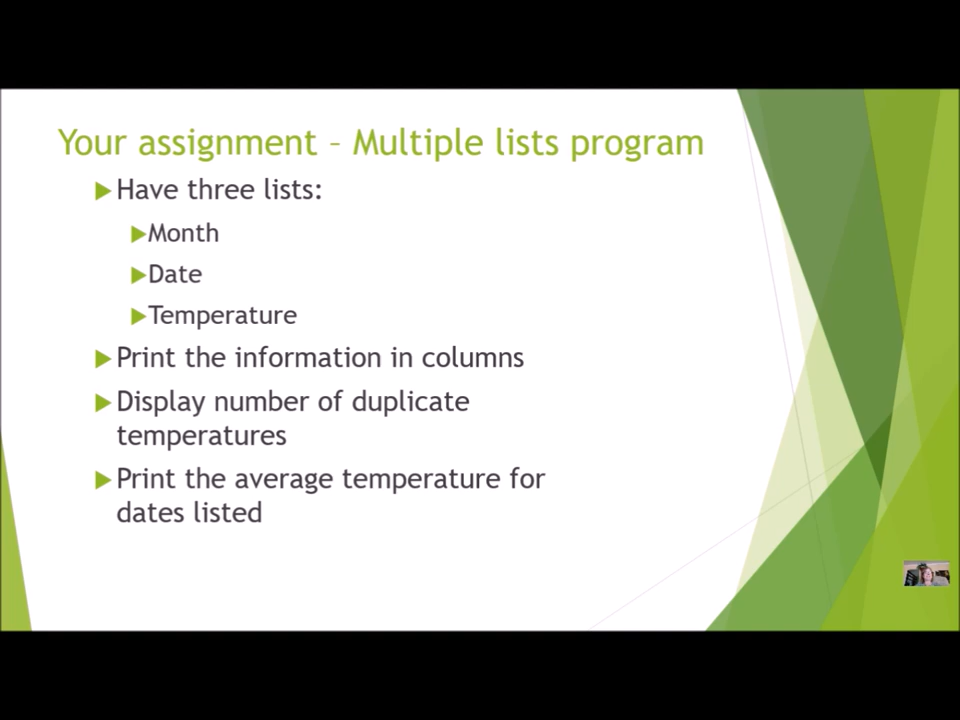 Your assignment – Multiple lists program
Have three lists:
Month
Date
Temperature
Print the information in columns
Display number of duplicate
temperatures
Print the average temperature for
dates listed